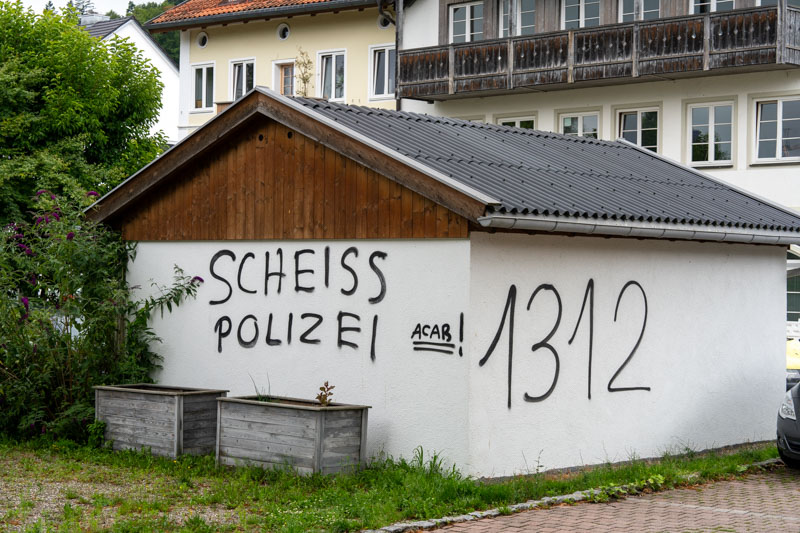 SCHEISS
POLIZEI
ACAB!
1312